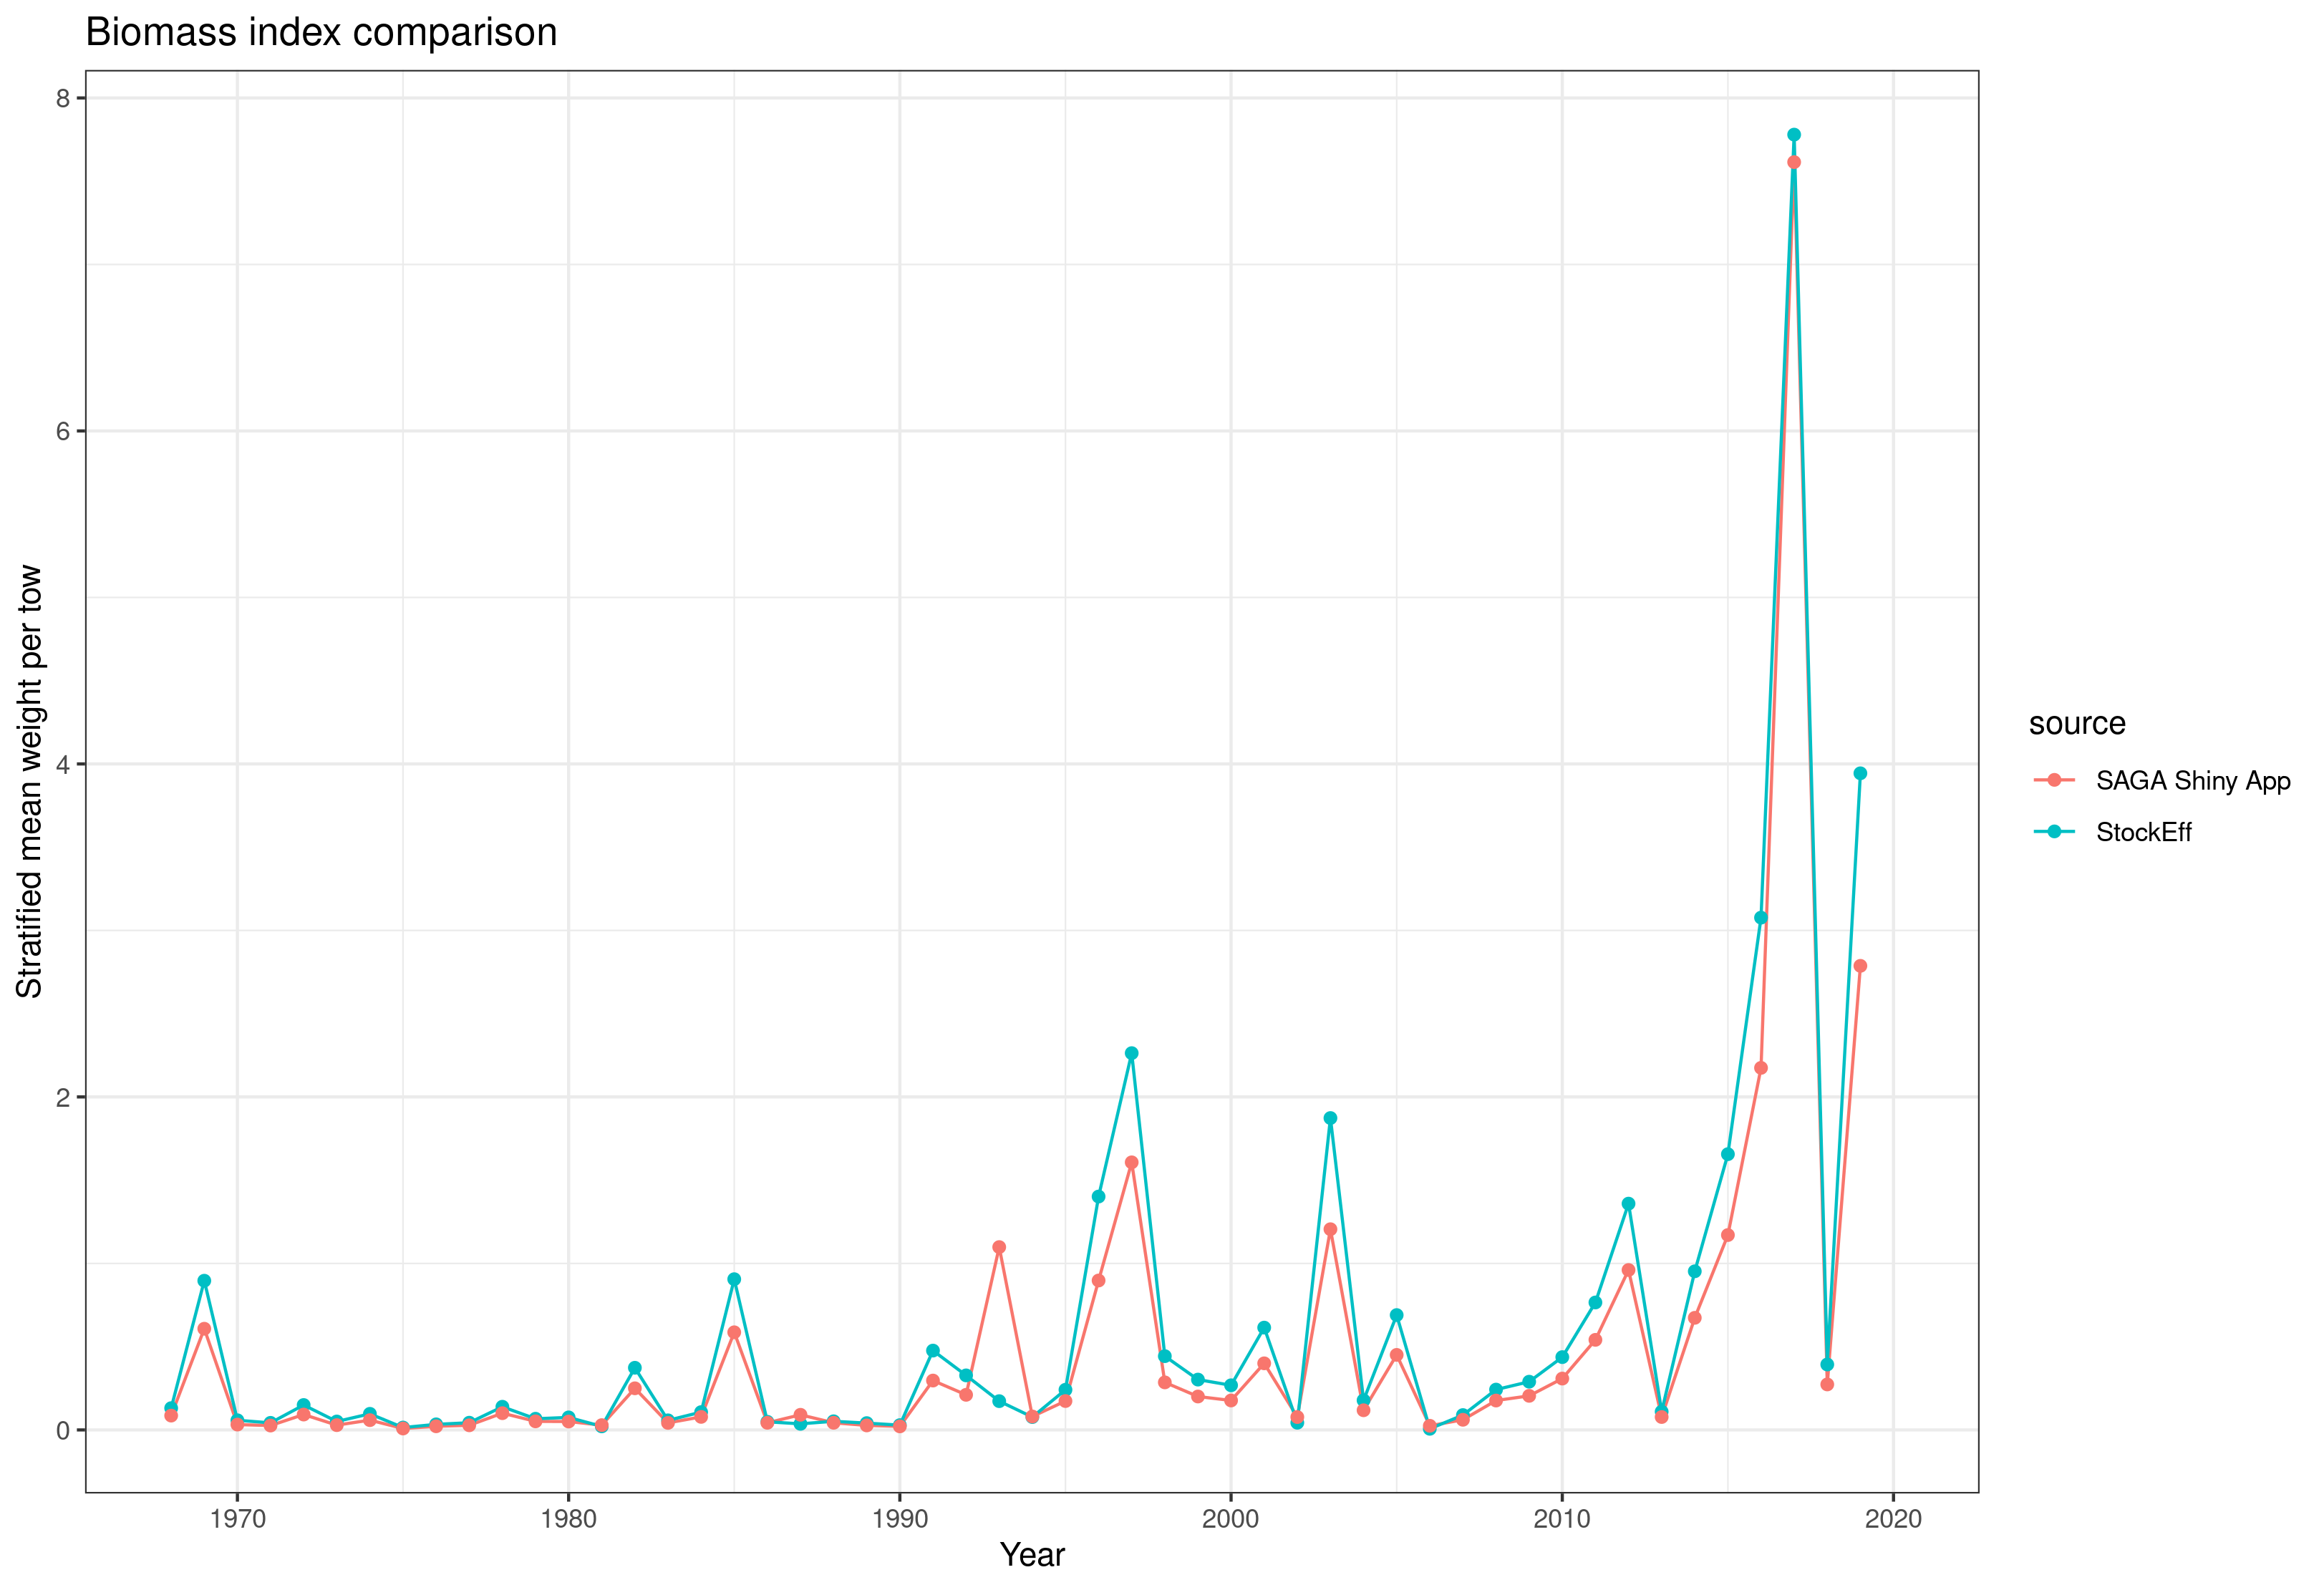 Biomass index comparison
Stratified mean weight per tow
8
6
4
2
0
1970 1980 1990 2000 2010 2020
Year
source
SAGA Shiny App
StockEff